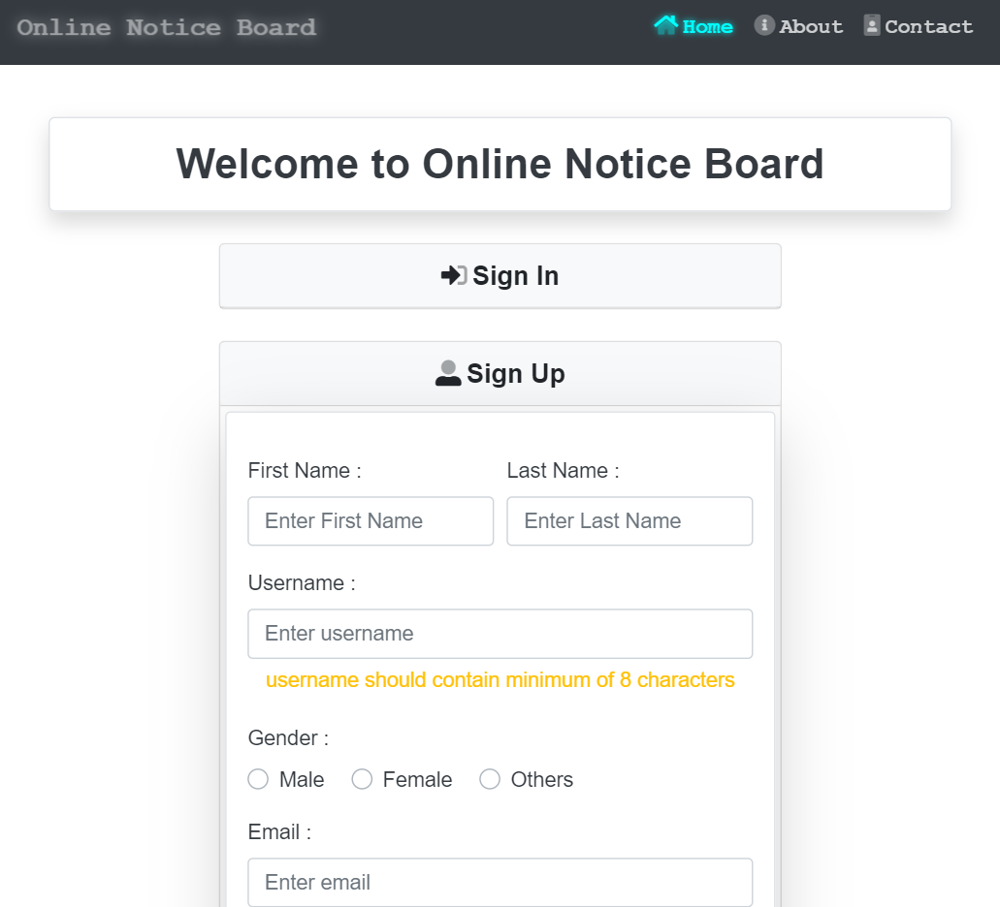 Online Notice Board Home About Contact
Welcome to Online Notice Board
Sign In
Sign Up
First Name : Last Name :
Enter First Name Enter Last Name
Username :
Enter username
username should contain minimum of 8 characters
Gender :
Male Female Others
Email :
Enter email